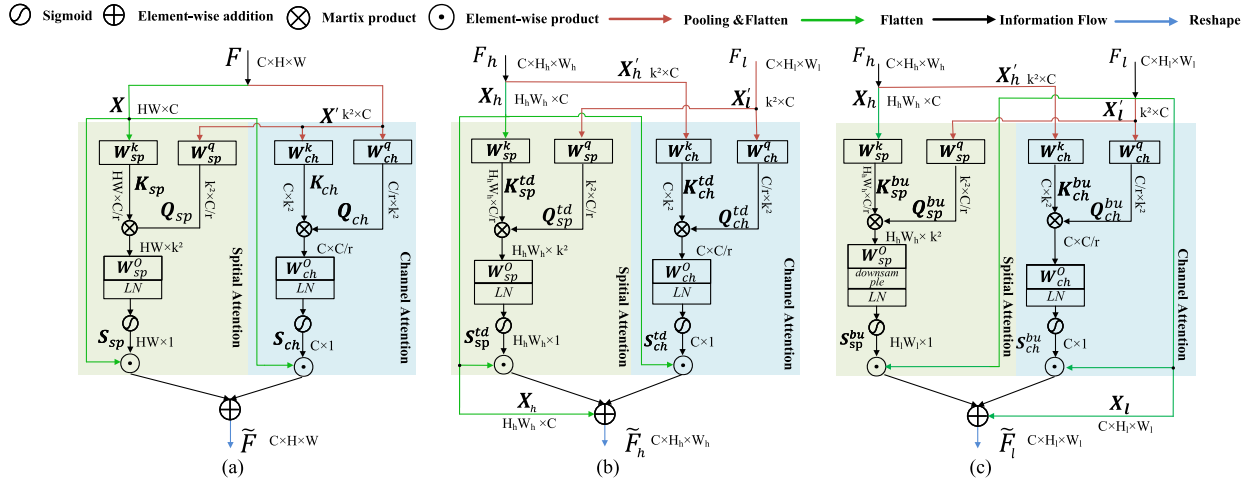 Sigmoid Element-wise addition Martix product Element-wise product Pooling &Flatten Flatten Information Flow Reshape
F C×H×W
X HW×C
X' k²×C
W_sp^k W_sp^q W_ch^k W_ch^q
HW×C/r K_sp k²×C/r C×k² K_ch C/r×k²
Q_sp Q_ch
HW×k² C×C/r
W_sp^O W_ch^O
LN LN
S_sp HW×1 S_ch C×1
Spitial Attention
Channel Attention
F̃ C×H×W
(a)
F_h C×H_h×W_h F_l C×H_l×W_l
X'_h k²×C
X_h H_hW_h×C X'_l k²×C
W_sp^k W_sp^q W_ch^k W_ch^q
H_hW_h×C/r K_sp^td k²×C/r C×k² K_ch^td C/r×k²
Q_sp^td Q_ch^td
H_hW_h×k² C×C/r
W_sp^O W_ch^O
LN LN
S_sp^td H_hW_h×1 S_ch^td C×1
Spitial Attention
Channel Attention
X_h
H_hW_h×C
F̃_h C×H_h×W_h
(b)
F_h C×H_h×W_h F_l C×H_l×W_l
X'_h k²×C
X_h H_hW_h×C X'_l k²×C
W_sp^k W_sp^q W_ch^k W_ch^q
H_hW_h×C/r K_sp^bu k²×C/r C×k² K_ch^bu C/r×k²
Q_sp^bu Q_ch^bu
H_hW_h×k² C×C/r
W_sp^O W_ch^O
downsam
ple
LN LN
S_sp^bu H_lW_l×1 S_ch^bu C×1
Spitial Attention
Channel Attention
X_l
C×H_l×W_l
F̃_l C×H_l×W_l
(c)